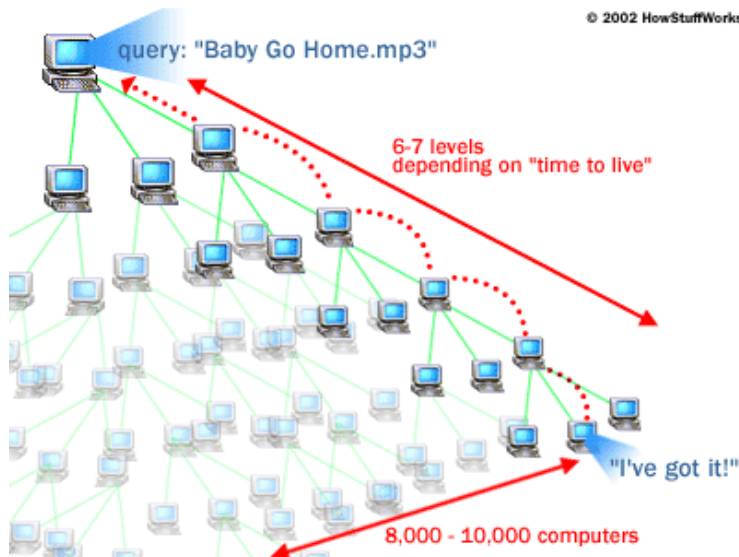 © 2002 HowStuffWorks
query: "Baby Go Home.mp3"
6-7 levels
depending on "time to live"
"I've got it!"
8,000 - 10,000 computers